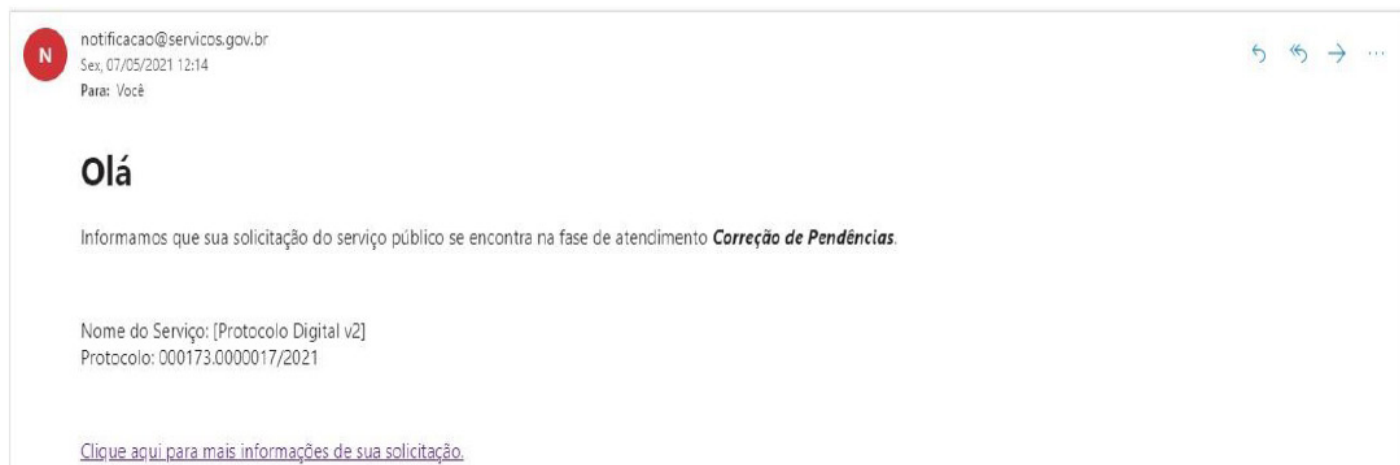 N
notificacao@servicos.gov.br
Sex, 07/05/2021 12:14
Para: Você
Olá
Informamos que sua solicitação do serviço público se encontra na fase de atendimento Correção de Pendências.
Nome do Serviço: [Protocolo Digital v2]
Protocolo: 000173.0000017/2021
Clique aqui para mais informações de sua solicitação.